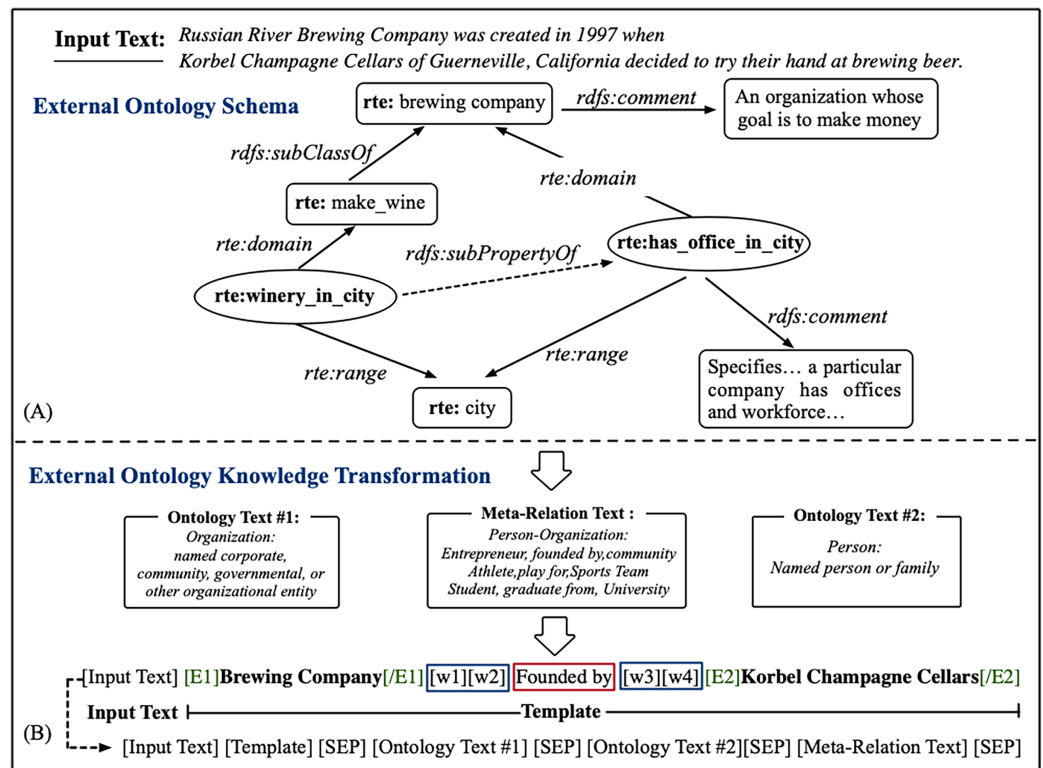 Input Text: Russian River Brewing Company was created in 1997 when
Korbel Champagne Cellars of Guerneville, California decided to try their hand at brewing beer.
External Ontology Schema
rte: brewing company
rdfs:comment
An organization whose
goal is to make money
rdfs:subClassOf
rte:domain
rte: make_wine
rte:domain
rdfs:subPropertyOf
rte:has_office_in_city
rte:winery_in_city
rdfs:comment
rte:range
rte:range
Specifies… a particular
company has offices
and workforce…
rte: city
(A)
External Ontology Knowledge Transformation
Ontology Text #1:
Organization:
named corporate,
community, governmental, or
other organizational entity
Meta-Relation Text :
Person-Organization:
Entrepreneur, founded by,community
Athlete,play for,Sports Team
Student, graduate from, University
Ontology Text #2:
Person:
Named person or family
[Input Text] [E1]Brewing Company[/E1] [w1][w2] Founded by [w3][w4] [E2]Korbel Champagne Cellars[/E2]
Input Text Template
(B)
[Input Text] [Template] [SEP] [Ontology Text #1] [SEP] [Ontology Text #2][SEP] [Meta-Relation Text] [SEP]